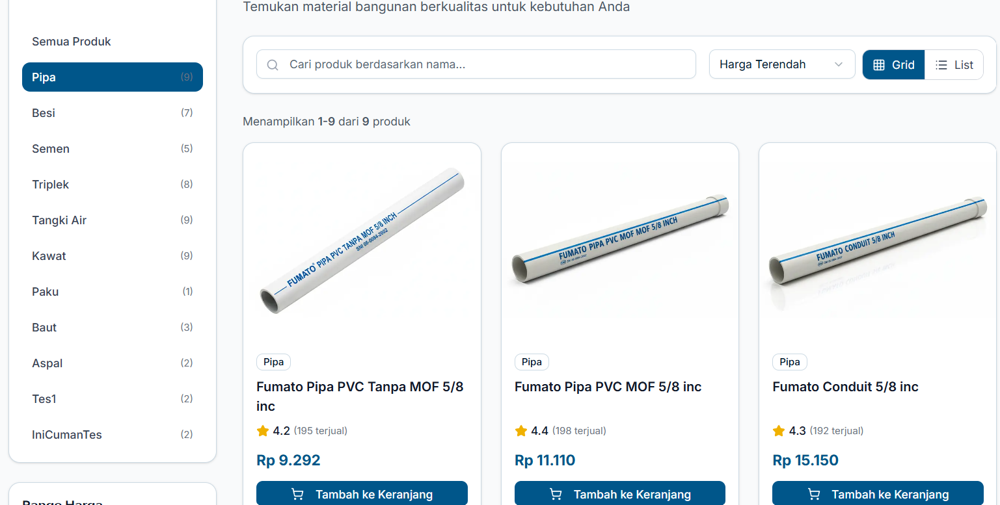 Temukan material bangunan berkualitas untuk kebutuhan Anda
Semua Produk
Pipa (9)
Besi (7)
Semen (5)
Triplek (8)
Tangki Air (9)
Kawat (9)
Paku (1)
Baut (3)
Aspal (2)
Tes1 (2)
IniCumanTes (2)
Range Harga
Cari produk berdasarkan nama...
Harga Terendah
Grid
List
Menampilkan 1-9 dari 9 produk
FUMATO® PIPA PVC TANPA MOF 5/8 INCH
SNI 06-0084-2002
Pipa
Fumato Pipa PVC Tanpa MOF 5/8
inc
4.2 (195 terjual)
Rp 9.292
Tambah ke Keranjang
FUMATO PIPA PVC MOF MOF 5/8 INCH
Pipa
Fumato Pipa PVC MOF 5/8 inc
4.4 (198 terjual)
Rp 11.110
Tambah ke Keranjang
FUMATO CONDUIT 5/8 INCH
Pipa
Fumato Conduit 5/8 inc
4.3 (192 terjual)
Rp 15.150
Tambah ke Keranjang